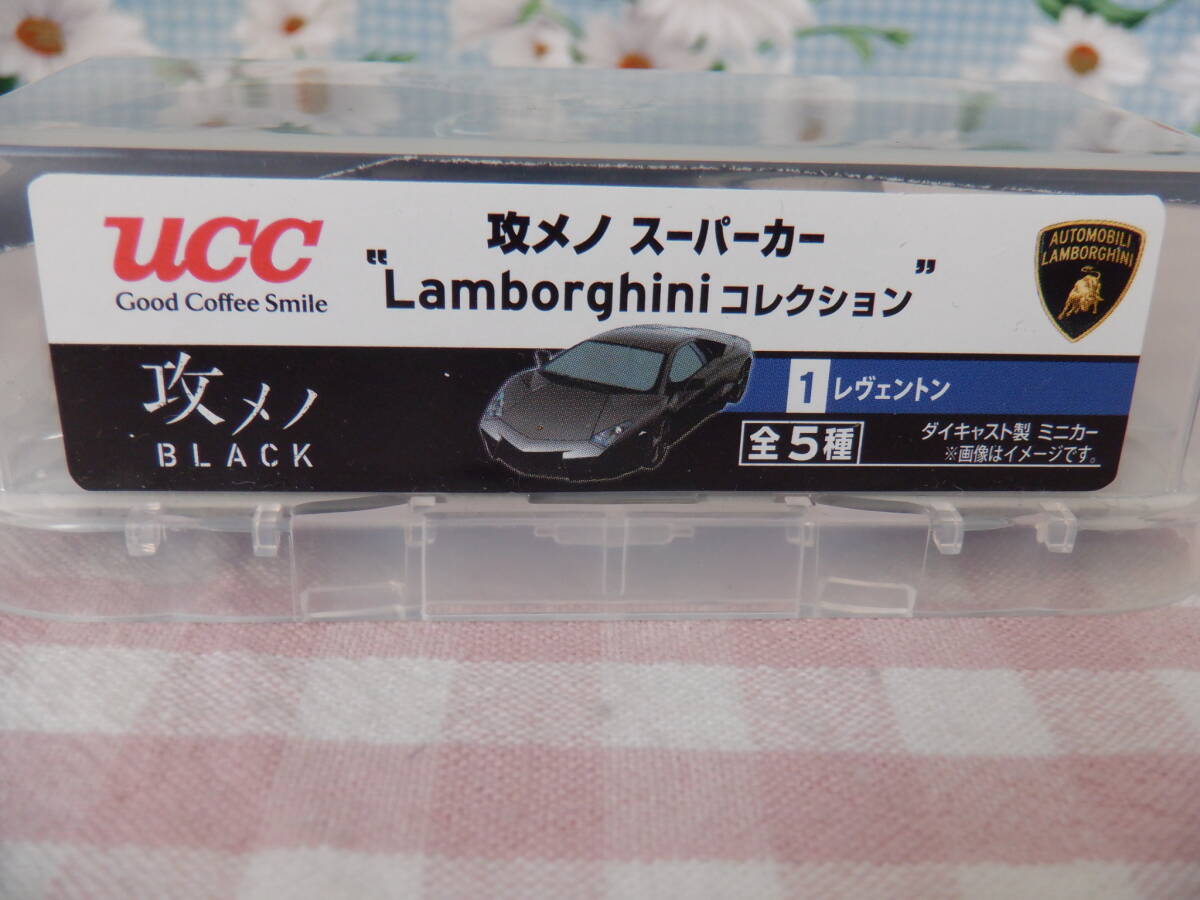 ucc
Good Coffee Smile
攻メノ スーパーカー
“Lamborghini コレクション”
AUTOMOBILI
LAMBORGHINI
攻メノ
BLACK
1 レヴェントン
全5種
ダイキャスト製 ミニカー
※画像はイメージです。